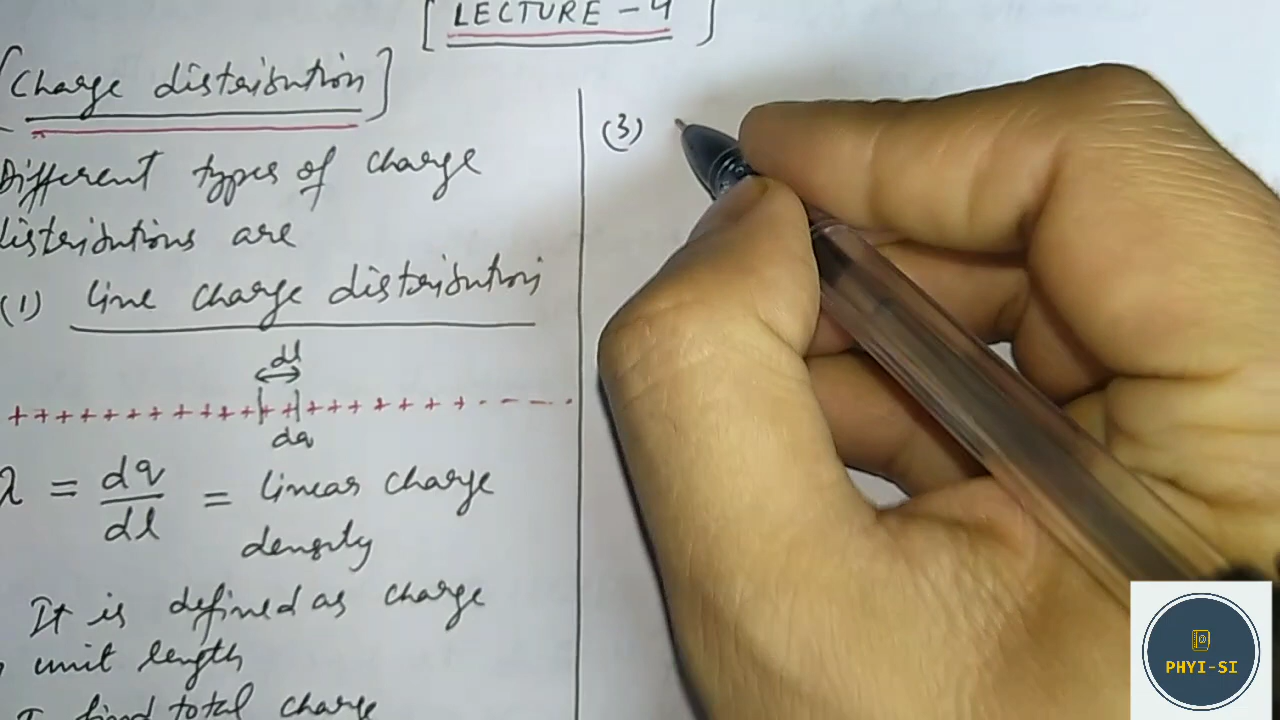 [ LECTURE - 4 ]
[Charge distribution]
Different types of charge
distributions are
(1) line charge distribution
dl
+ + + + + + + + + + + + + + + + + + + + - - - -
dq
λ = dq/dl = linear charge
density
It is defined as charge
unit length
find total charge
(3)
PHYI-SI